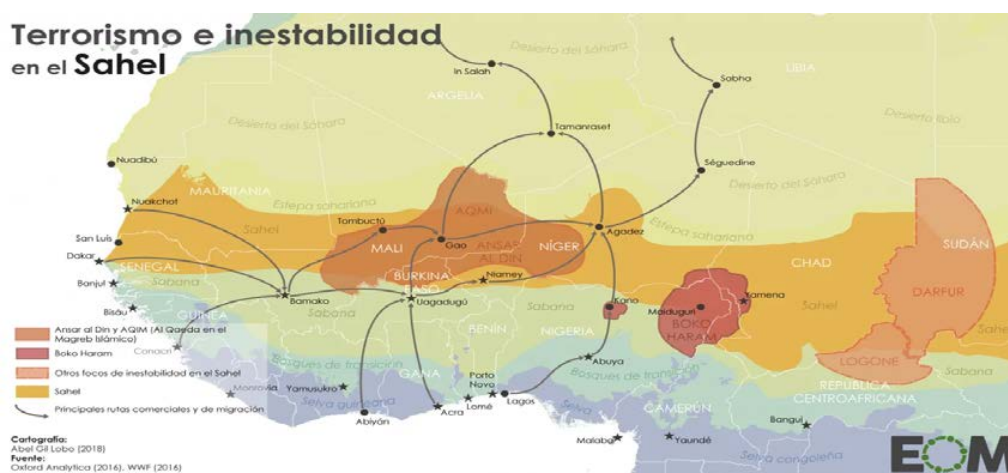 Terrorismo e inestabilidad
en el Sahel
Desierto del Sáhara
LIBIA
In Salah
Sabha
ARGELIA
Desierto del Sáhara
Tamanraset
Desierto libio
Nuadibú
Séguedine
Desierto del Sáhara
MAURITANIA
Estepa sahariana
AQMI
Nuakchot
Sahel
Tombuctú
Estepa sahariana
San Luis
Gao
Agadez
MALI
ANSAR
AL DIN
NÍGER
SUDÁN
Dakar
SENEGAL
CHAD
BURKINA
FASO
Niamey
Banjul
Sabana
Bamako
Uagadugú
Kano
Yamena
DARFUR
Bisáu
GUINEA
Sabana
Sabana
Maiduguri
Sahel
BENÍN
NIGERIA
BOKO
HARAM
Ansar al Din y AQIM (Al Qaeda en el
Magreb Islámico)
Conacri
Boko Haram
Bosques de transición
Abuya
LOGONE
Otros focos de inestabilidad en el Sahel
GANA
Porto
Novo
Bosques de transición
Sabana
Sahel
Monrovia
Yamusukro
REPÚBLICA
CENTROAFRICANA
Principales rutas comerciales y de migración
Selva guineana
Abiyán
Acra
Lomé
Lagos
Selva
CAMERÚN
Bangui
Malabo
Yaundé
Selva congoleña
Cartografía:
Abel Gil Lobo (2018)
Fuente:
Oxford Analytica (2016), WWF (2016)
EOM